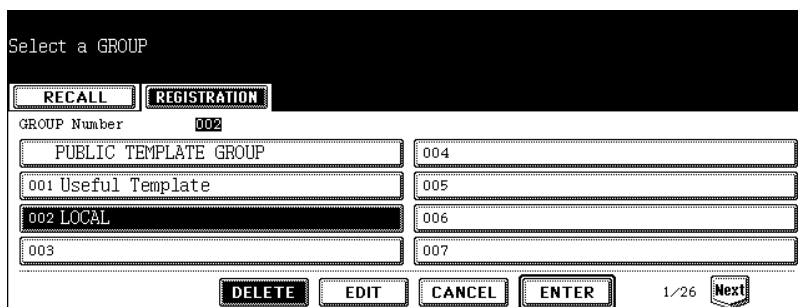 Select a GROUP
RECALL REGISTRATION
GROUP Number 002
PUBLIC TEMPLATE GROUP
001 Useful Template
002 LOCAL
003
004
005
006
007
DELETE EDIT CANCEL ENTER 1/26 Next